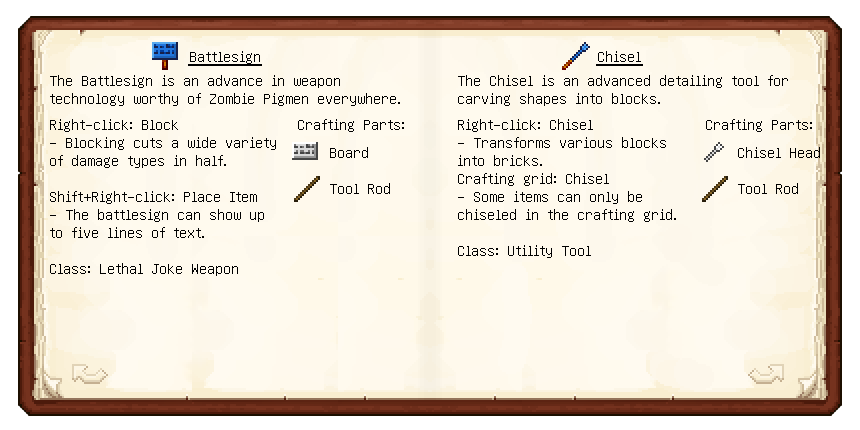 Battlesign
The Battlesign is an advance in weapon
technology worthy of Zombie Pigmen everywhere.
Right-click: Block
- Blocking cuts a wide variety
of damage types in half.
Shift+Right-click: Place Item
- The battlesign can show up
to five lines of text.
Class: Lethal Joke Weapon
Crafting Parts:
Board
Tool Rod
Chisel
The Chisel is an advanced detailing tool for
carving shapes into blocks.
Right-click: Chisel
- Transforms various blocks
into bricks.
Crafting grid: Chisel
- Some items can only be
chiseled in the crafting grid.
Class: Utility Tool
Crafting Parts:
Chisel Head
Tool Rod